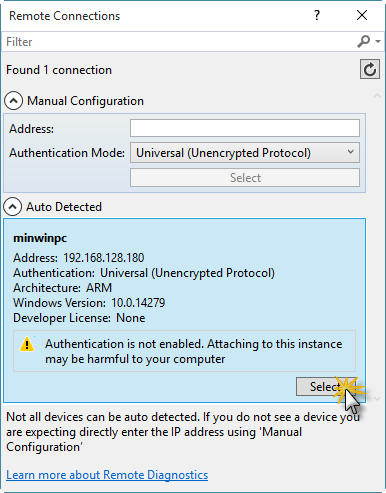 Remote Connections
?
Filter
Found 1 connection
Manual Configuration
Address:
Authentication Mode: Universal (Unencrypted Protocol)
Select
Auto Detected
minwinpc
Address: 192.168.128.180
Authentication: Universal (Unencrypted Protocol)
Architecture: ARM
Windows Version: 10.0.14279
Developer License: None
Authentication is not enabled. Attaching to this instance
may be harmful to your computer
Select
Not all devices can be auto detected. If you do not see a device you
are expecting directly enter the IP address using 'Manual
Configuration'
Learn more about Remote Diagnostics